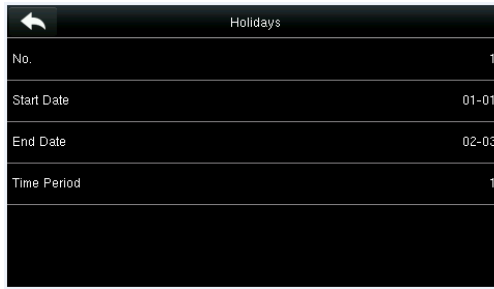 Holidays
No. 1
Start Date 01-01
End Date 02-03
Time Period 1